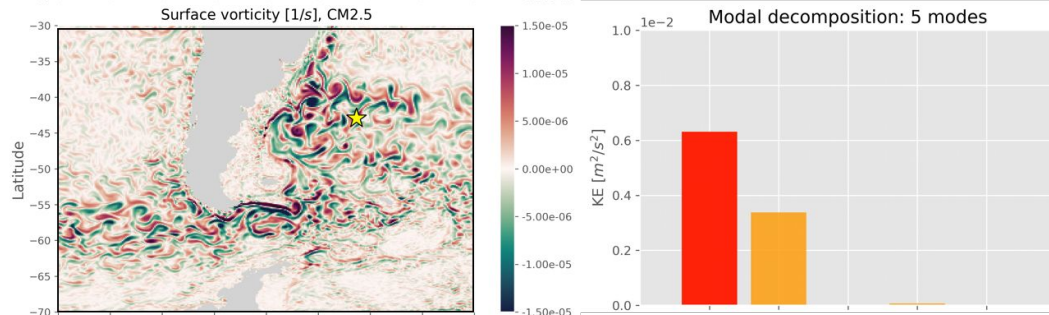 Surface vorticity [1/s], CM2.5
−30
−35
−40
−45
−50
−55
−60
−65
−70
Latitude
1.50e-05
1.00e-05
5.00e-06
0.00e+00
−5.00e-06
−1.00e-05
−1.50e-05
Modal decomposition: 5 modes
1e−2
1.0
0.8
0.6
0.4
0.2
0.0
KE [m²/s²]